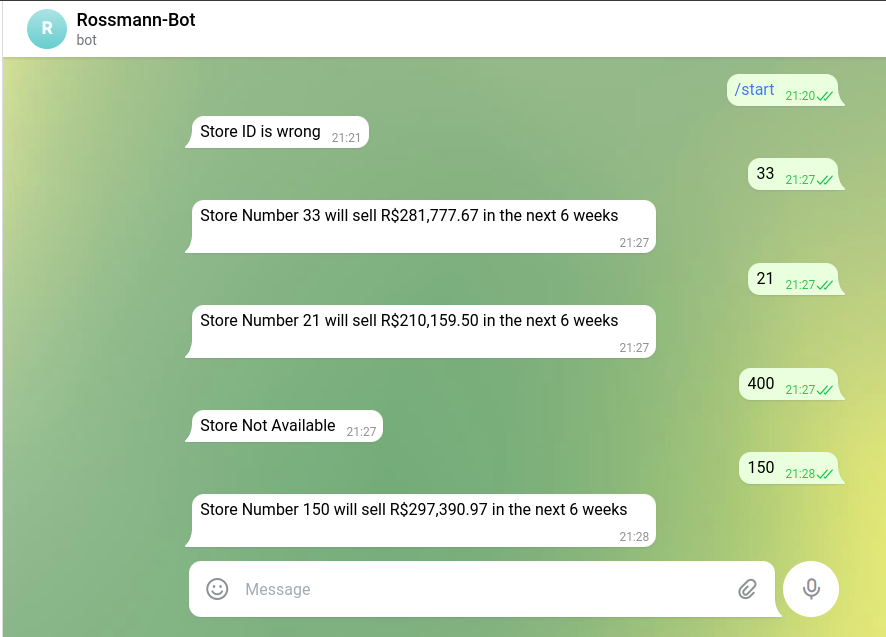 R
Rossmann-Bot
bot
/start 21:20
Store ID is wrong 21:21
33 21:27
Store Number 33 will sell R$281,777.67 in the next 6 weeks
21:27
21 21:27
Store Number 21 will sell R$210,159.50 in the next 6 weeks
21:27
400 21:27
Store Not Available 21:27
150 21:28
Store Number 150 will sell R$297,390.97 in the next 6 weeks
21:28
Message